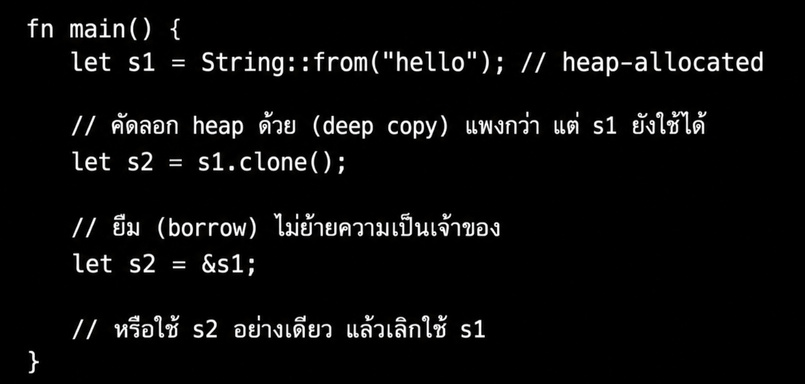 fn main() {
let s1 = String::from("hello"); // heap-allocated
// คัดลอก heap ด้วย (deep copy) แพงกว่า แต่ s1 ยังใช้ได้
let s2 = s1.clone();
// ยืม (borrow) ไม่ย้ายความเป็นเจ้าของ
let s2 = &s1;
// หรือใช้ s2 อย่างเดียว แล้วเลิกใช้ s1
}